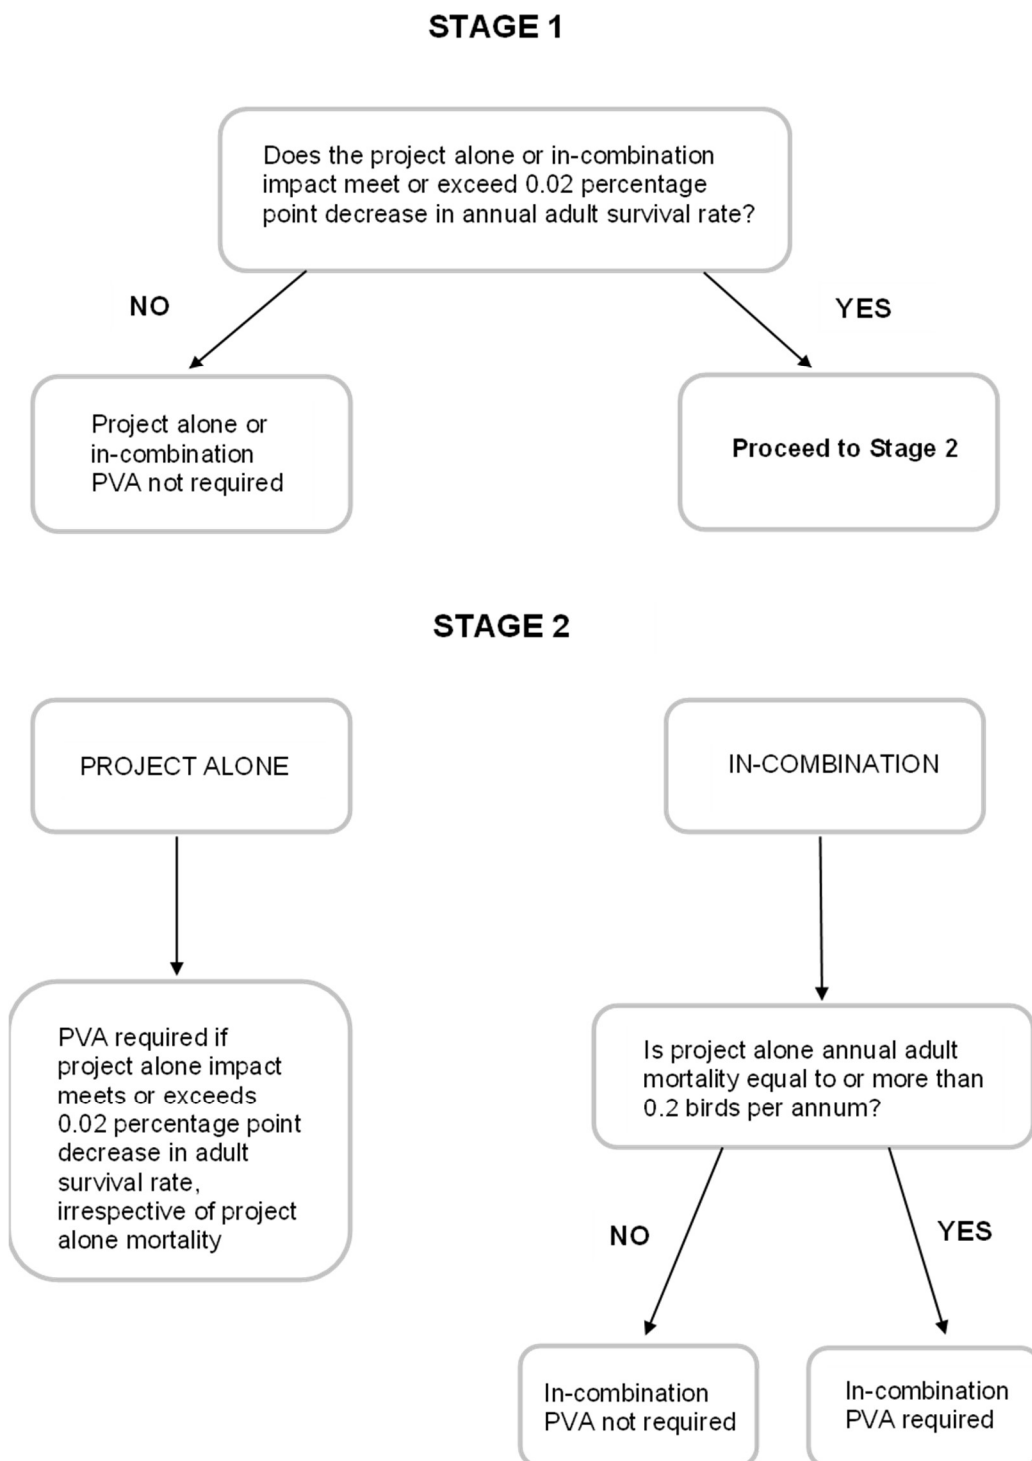 STAGE 1
Does the project alone or in-combination
impact meet or exceed 0.02 percentage
point decrease in annual adult survival rate?
NO
YES
Project alone or
in-combination
PVA not required
Proceed to Stage 2
STAGE 2
PROJECT ALONE
IN-COMBINATION
PVA required if
project alone impact
meets or exceeds
0.02 percentage point
decrease in adult
survival rate,
irrespective of project
alone mortality
Is project alone annual adult
mortality equal to or more than
0.2 birds per annum?
NO
YES
In-combination
PVA not required
In-combination
PVA required